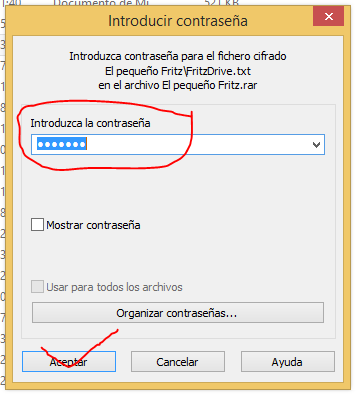 1:40 Documento de Mi... 521 KB
Introducir contraseña
Introduzca contraseña para el fichero cifrado
El pequeño Fritz\FritzDrive.txt
en el archivo El pequeño Fritz.rar
Introduzca la contraseña
•••••••
Mostrar contraseña
Usar para todos los archivos
Organizar contraseñas...
Aceptar
Cancelar
Ayuda